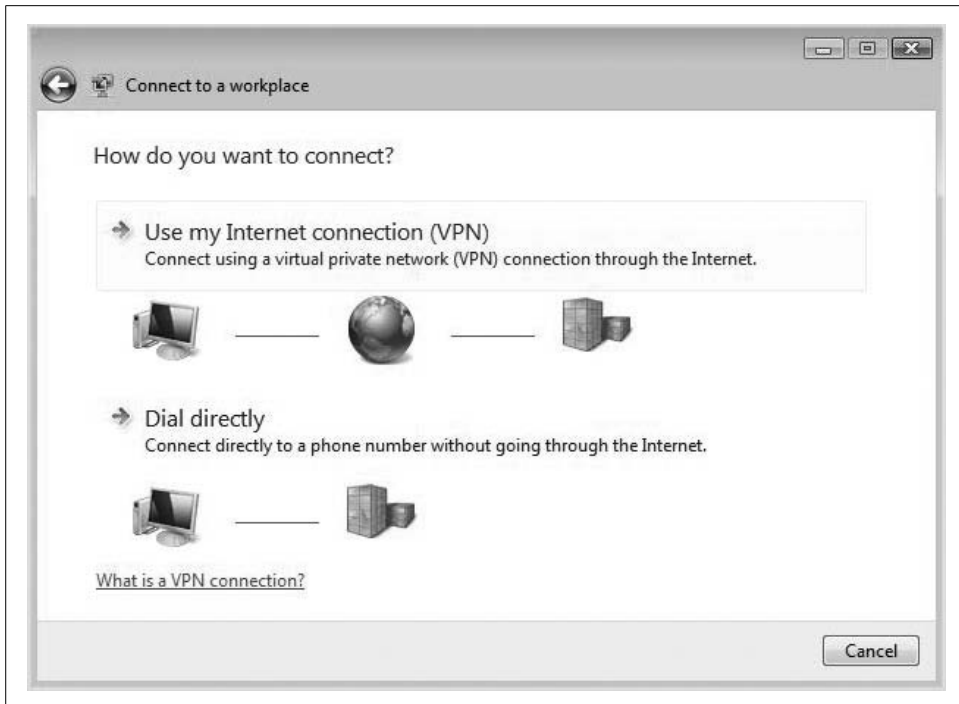 Connect to a workplace
How do you want to connect?
Use my Internet connection (VPN)
Connect using a virtual private network (VPN) connection through the Internet.
Dial directly
Connect directly to a phone number without going through the Internet.
What is a VPN connection?
Cancel